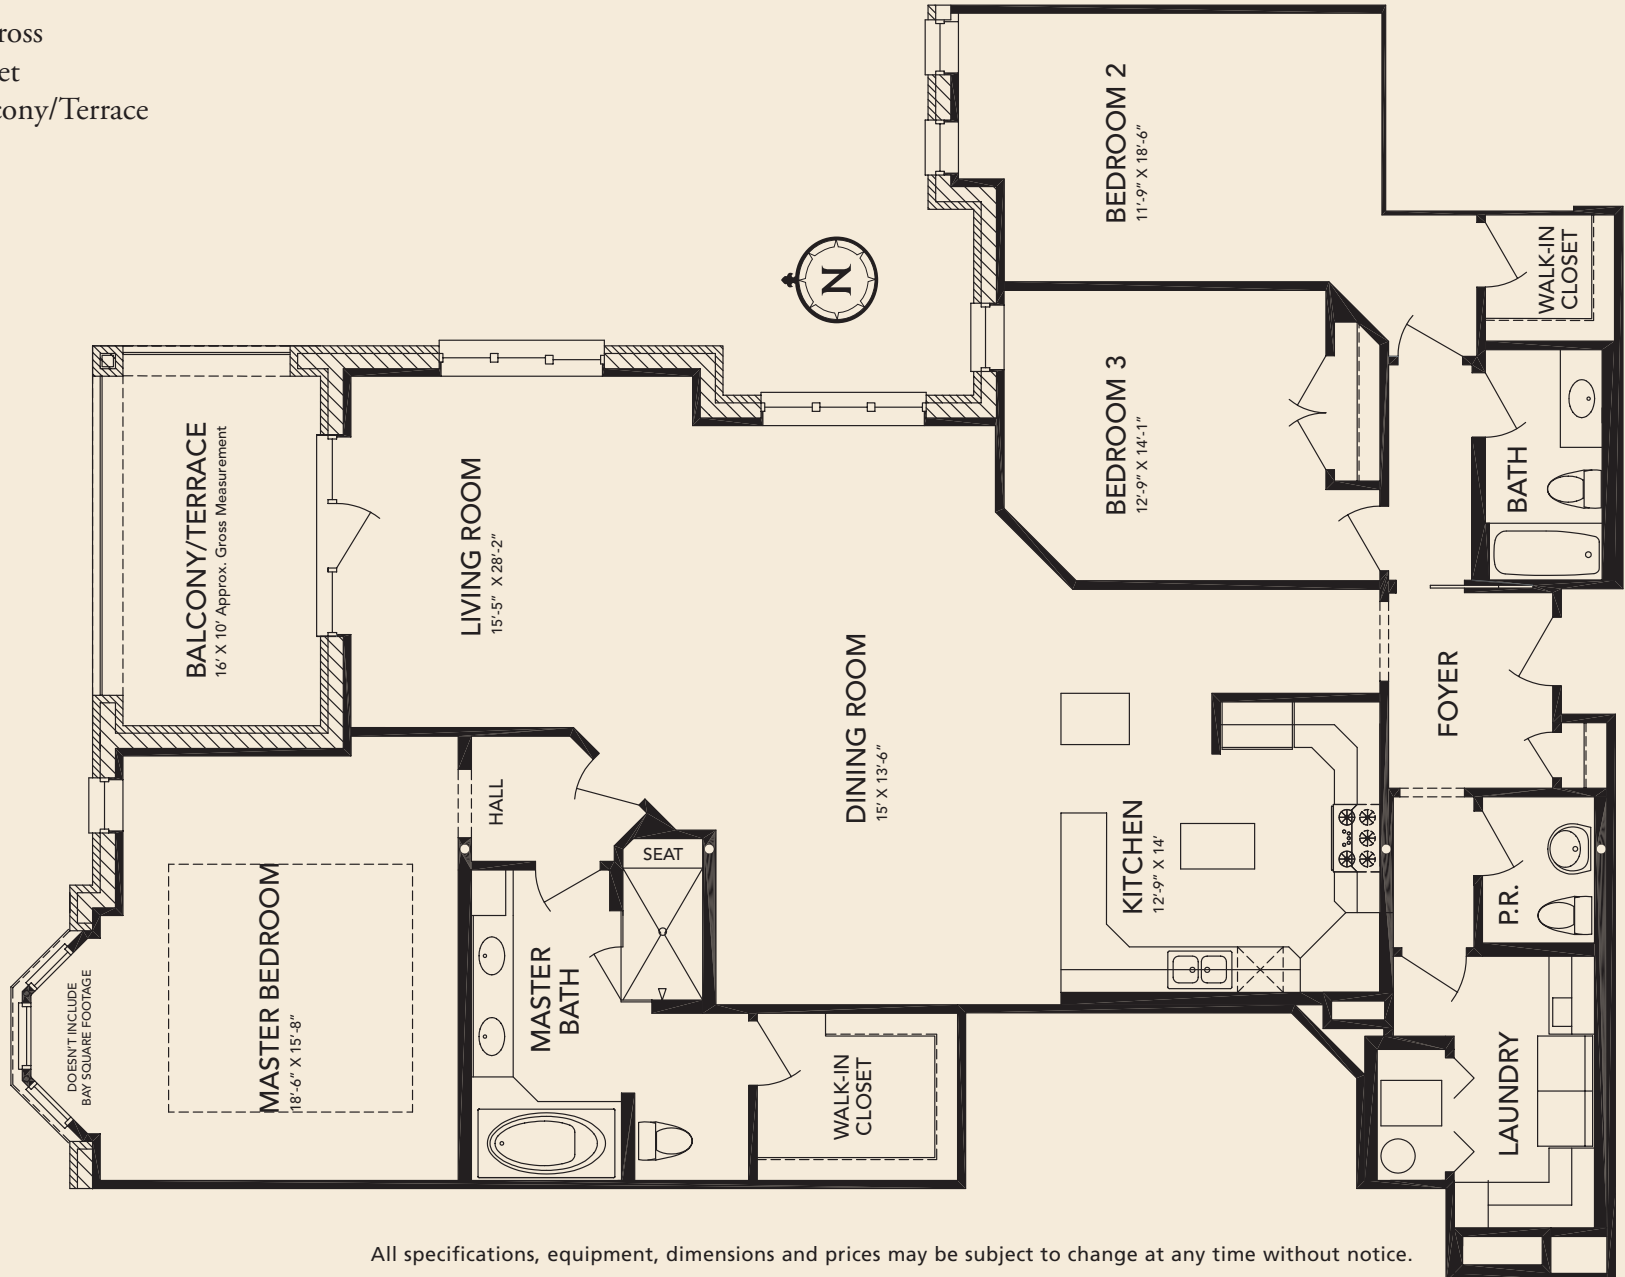 ross
et
cony/Terrace
BEDROOM 2
11'-9" X 18'-6"
WALK-IN
CLOSET
N
BEDROOM 3
12'-9" X 14'-1"
BATH
BALCONY/TERRACE
16' X 10' Approx. Gross Measurement
LIVING ROOM
15'-5" X 28'-2"
DINING ROOM
15' X 13'-6"
FOYER
HALL
SEAT
KITCHEN
12'-9" X 14'
P.R.
MASTER BEDROOM
18'-6" X 15'-8"
DOESN'T INCLUDE
BAY SQUARE FOOTAGE
MASTER
BATH
WALK-IN
CLOSET
LAUNDRY
All specifications, equipment, dimensions and prices may be subject to change at any time without notice.